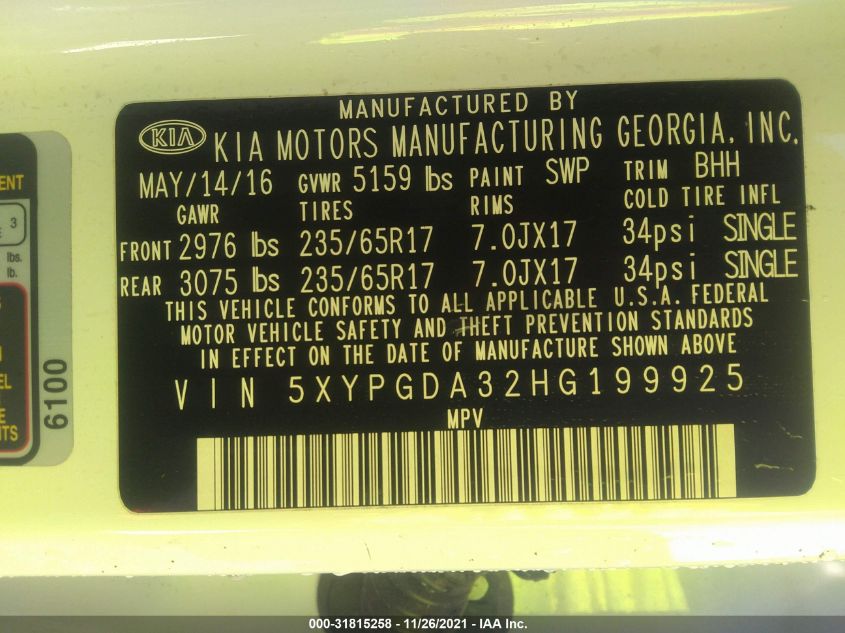 MANUFACTURED BY
KIA KIA MOTORS MANUFACTURING GEORGIA, INC.
MAY/14/16 GVWR 5159 lbs PAINT SWP TRIM BHH
GAWR TIRES RIMS COLD TIRE INFL
FRONT 2976 lbs 235/65R17 7.0JX17 34psi SINGLE
REAR 3075 lbs 235/65R17 7.0JX17 34psi SINGLE
THIS VEHICLE CONFORMS TO ALL APPLICABLE U.S.A. FEDERAL
MOTOR VEHICLE SAFETY AND THEFT PREVENTION STANDARDS
IN EFFECT ON THE DATE OF MANUFACTURE SHOWN ABOVE
VIN 5XYPGDA32HG199925
MPV
3
lbs.
lb.
6100
000-31815258 - 11/26/2021 - IAA Inc.